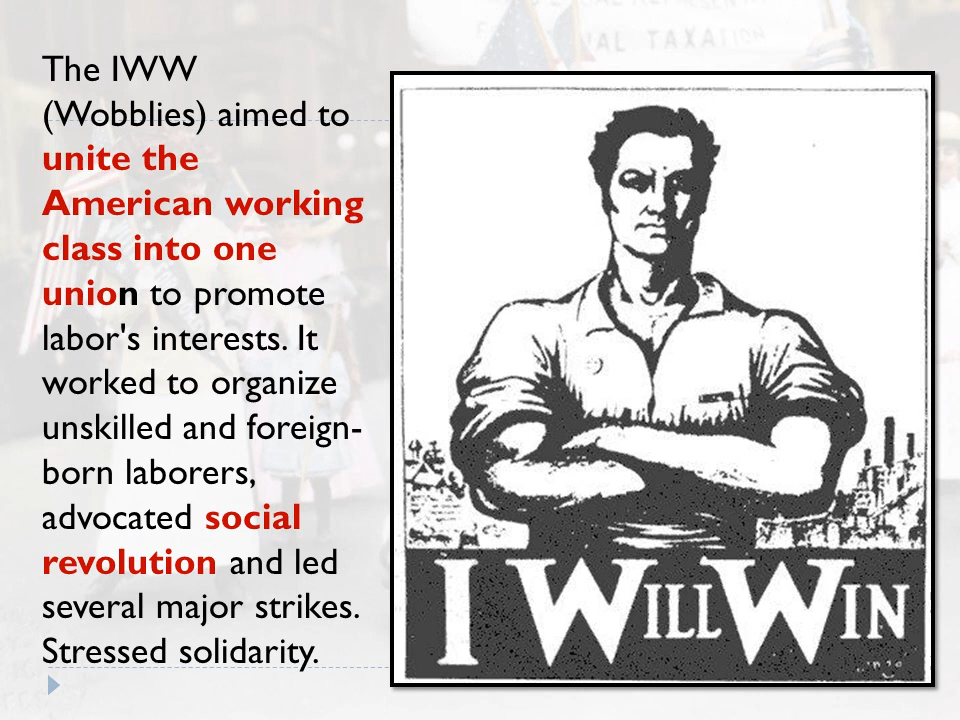 VAL TAXATION
The IWW
(Wobblies) aimed to
unite the
American working
class into one
union to promote
labor's interests. It
worked to organize
unskilled and foreign-
born laborers,
advocated social
revolution and led
several major strikes.
Stressed solidarity.
I WILL WIN